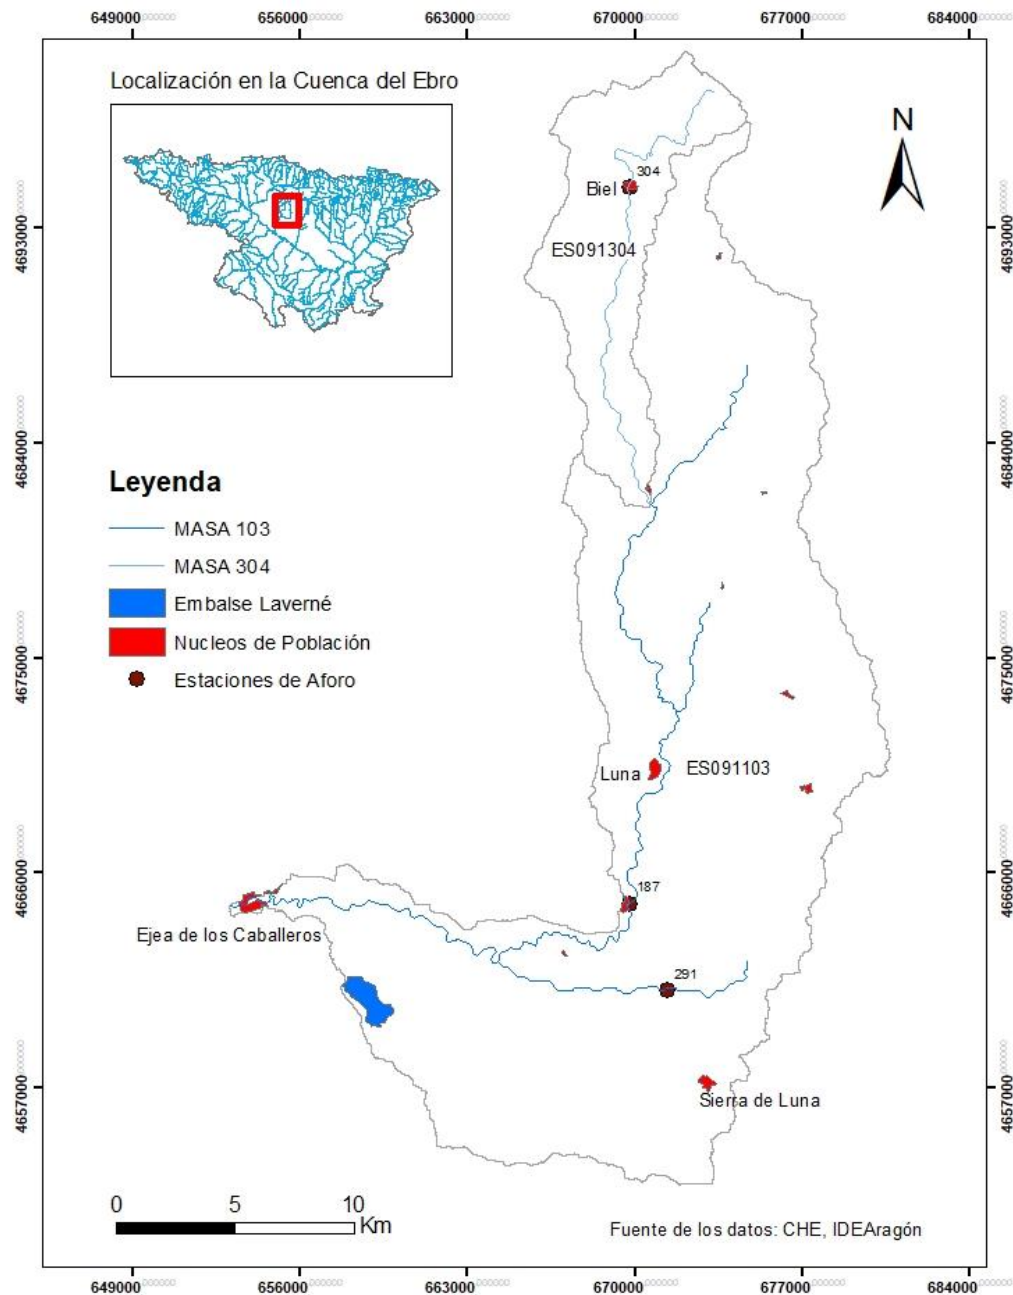 649000 656000 663000 670000 677000 684000
Localización en la Cuenca del Ebro
N
304
Biel
4693000
4693000
ES091304
4684000
4684000
Leyenda
MASA 103
MASA 304
Embalse Laverné
Nucleos de Población
Estaciones de Aforo
4675000
4675000
Luna
ES091103
4666000
4666000
187
Ejea de los Caballeros
291
4657000
4657000
Sierra de Luna
0 5 10
Km
Fuente de los datos: CHE, IDEAragón
649000 656000 663000 670000 677000 684000